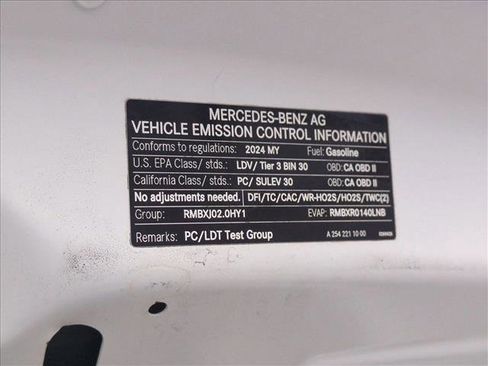 MERCEDES-BENZ AG
VEHICLE EMISSION CONTROL INFORMATION
Conforms to regulations: 2024 MY Fuel: Gasoline
U.S. EPA Class/ stds.: LDV/ Tier 3 BIN 30 OBD: CA OBD II
California Class/ stds.: PC/ SULEV 30 OBD: CA OBD II
No adjustments needed. DFI/TC/CAC/WR-HO2S/HO2S/TWC(2)
Group: RMBXJ02.0HY1 EVAP: RMBXR0140LNB
Remarks: PC/LDT Test Group A 254 221 10 00